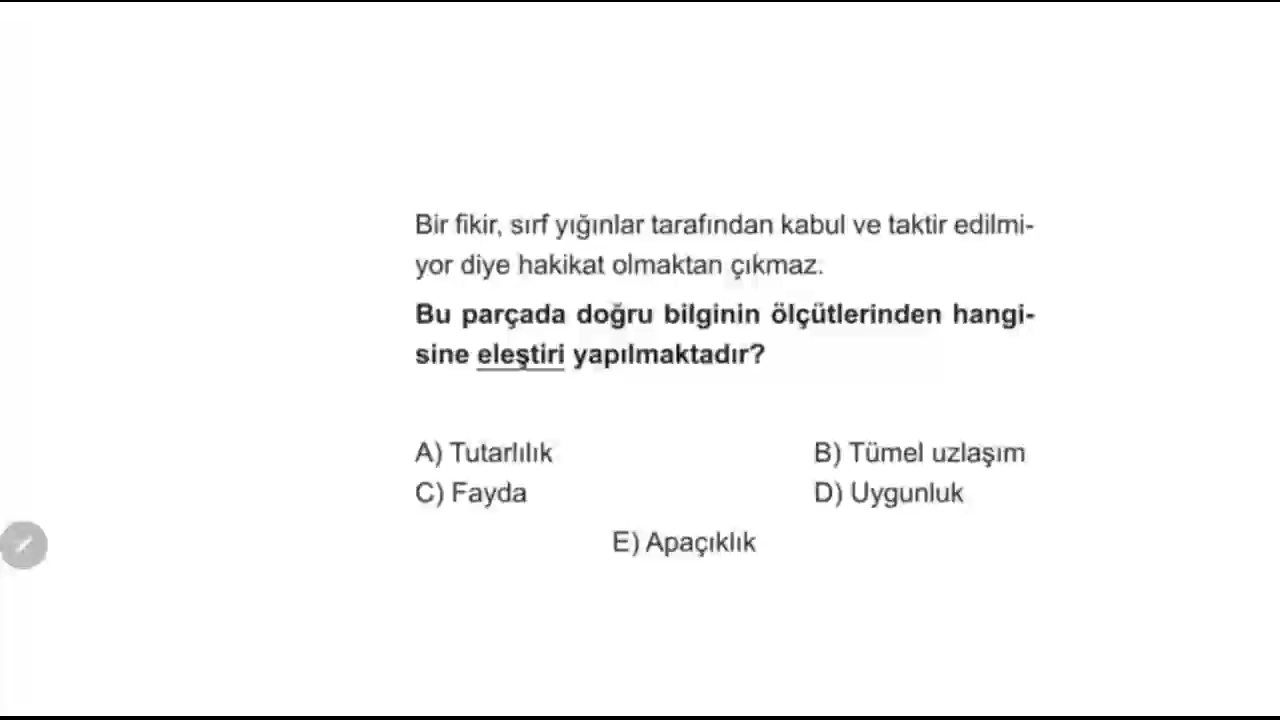 Bir fikir, sırf yığınlar tarafından kabul ve taktir edilmi-
yor diye hakikat olmaktan çıkmaz.
Bu parçada doğru bilginin ölçütlerinden hangi-
sine eleştiri yapılmaktadır?
A) Tutarlılık
B) Tümel uzlaşım
C) Fayda
D) Uygunluk
E) Apaçıklık